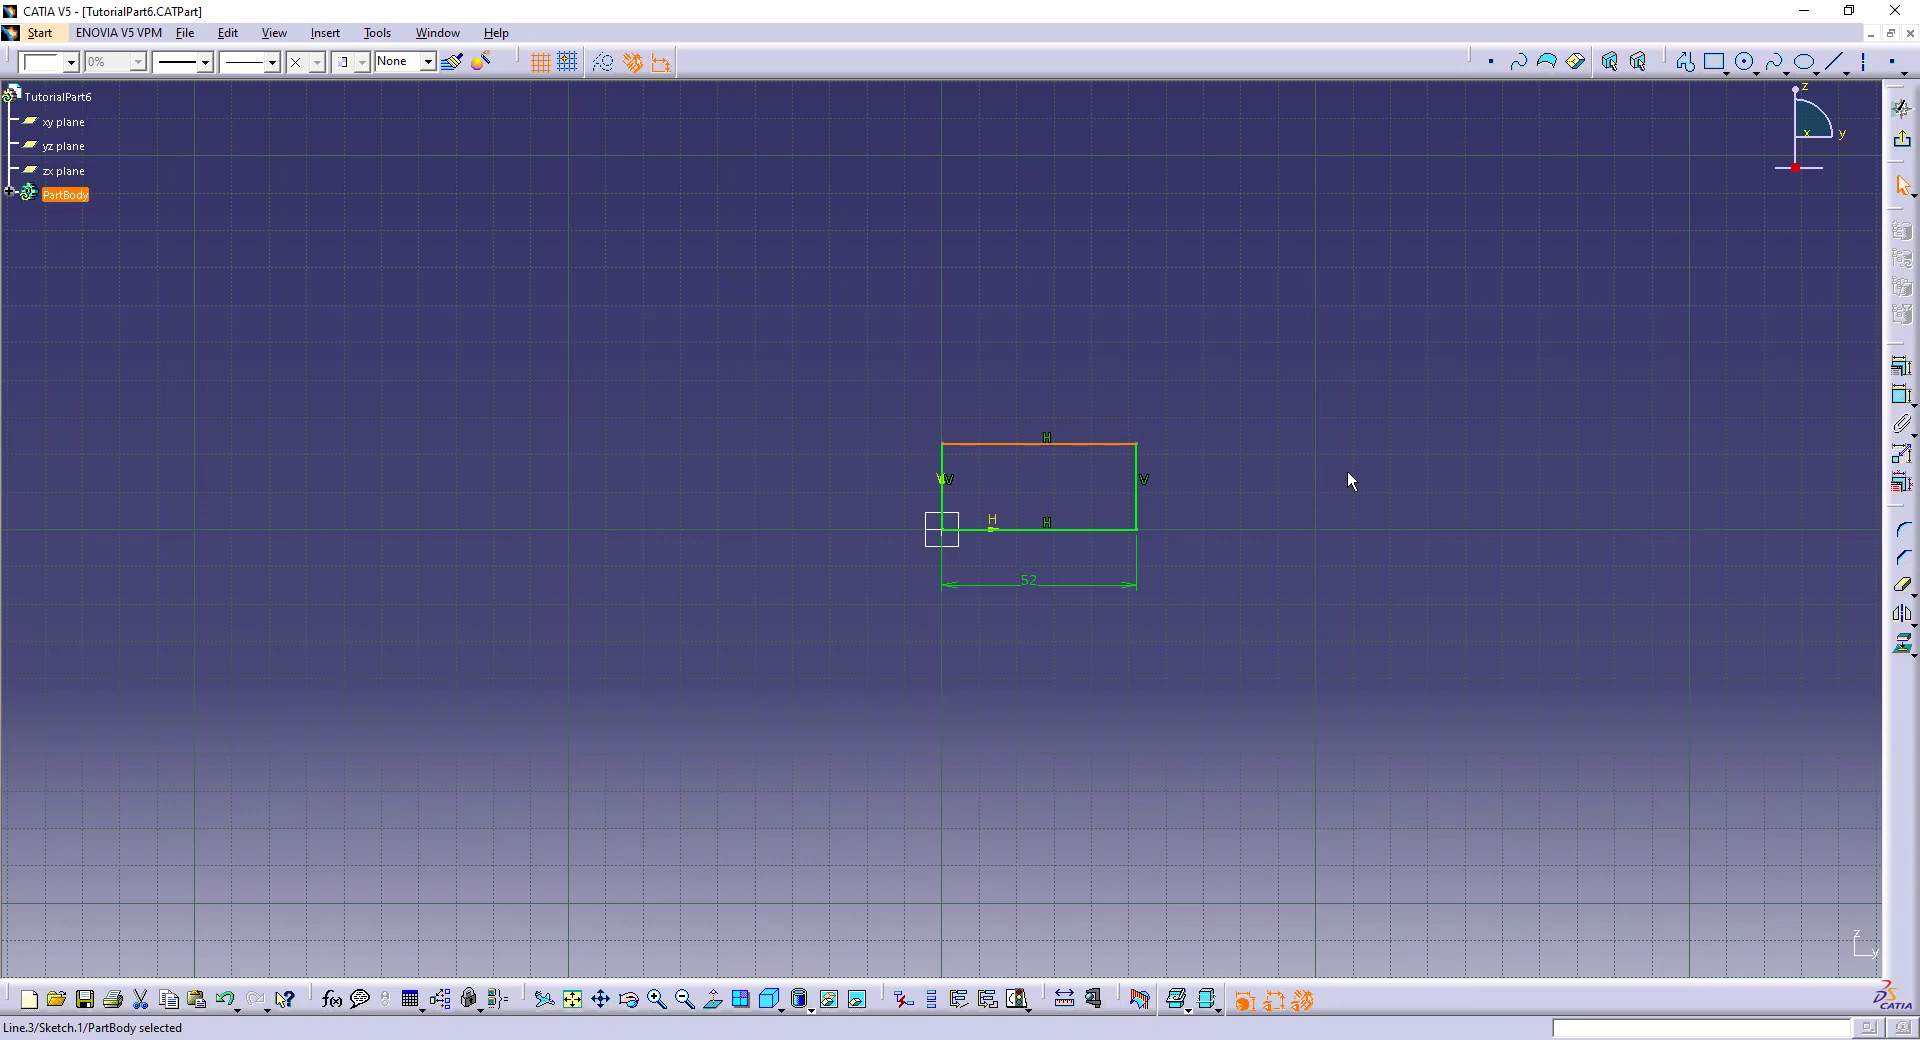 CATIA V5 - [TutorialPart6.CATPart]
Start ENOVIA V5 VPM File Edit View Insert Tools Window Help
0% None
TutorialPart6
xy plane
yz plane
zx plane
PartBody
z
x y
H
V V V
H H
52
z
y
f(x)
CATIA
Line.3/Sketch.1/PartBody selected